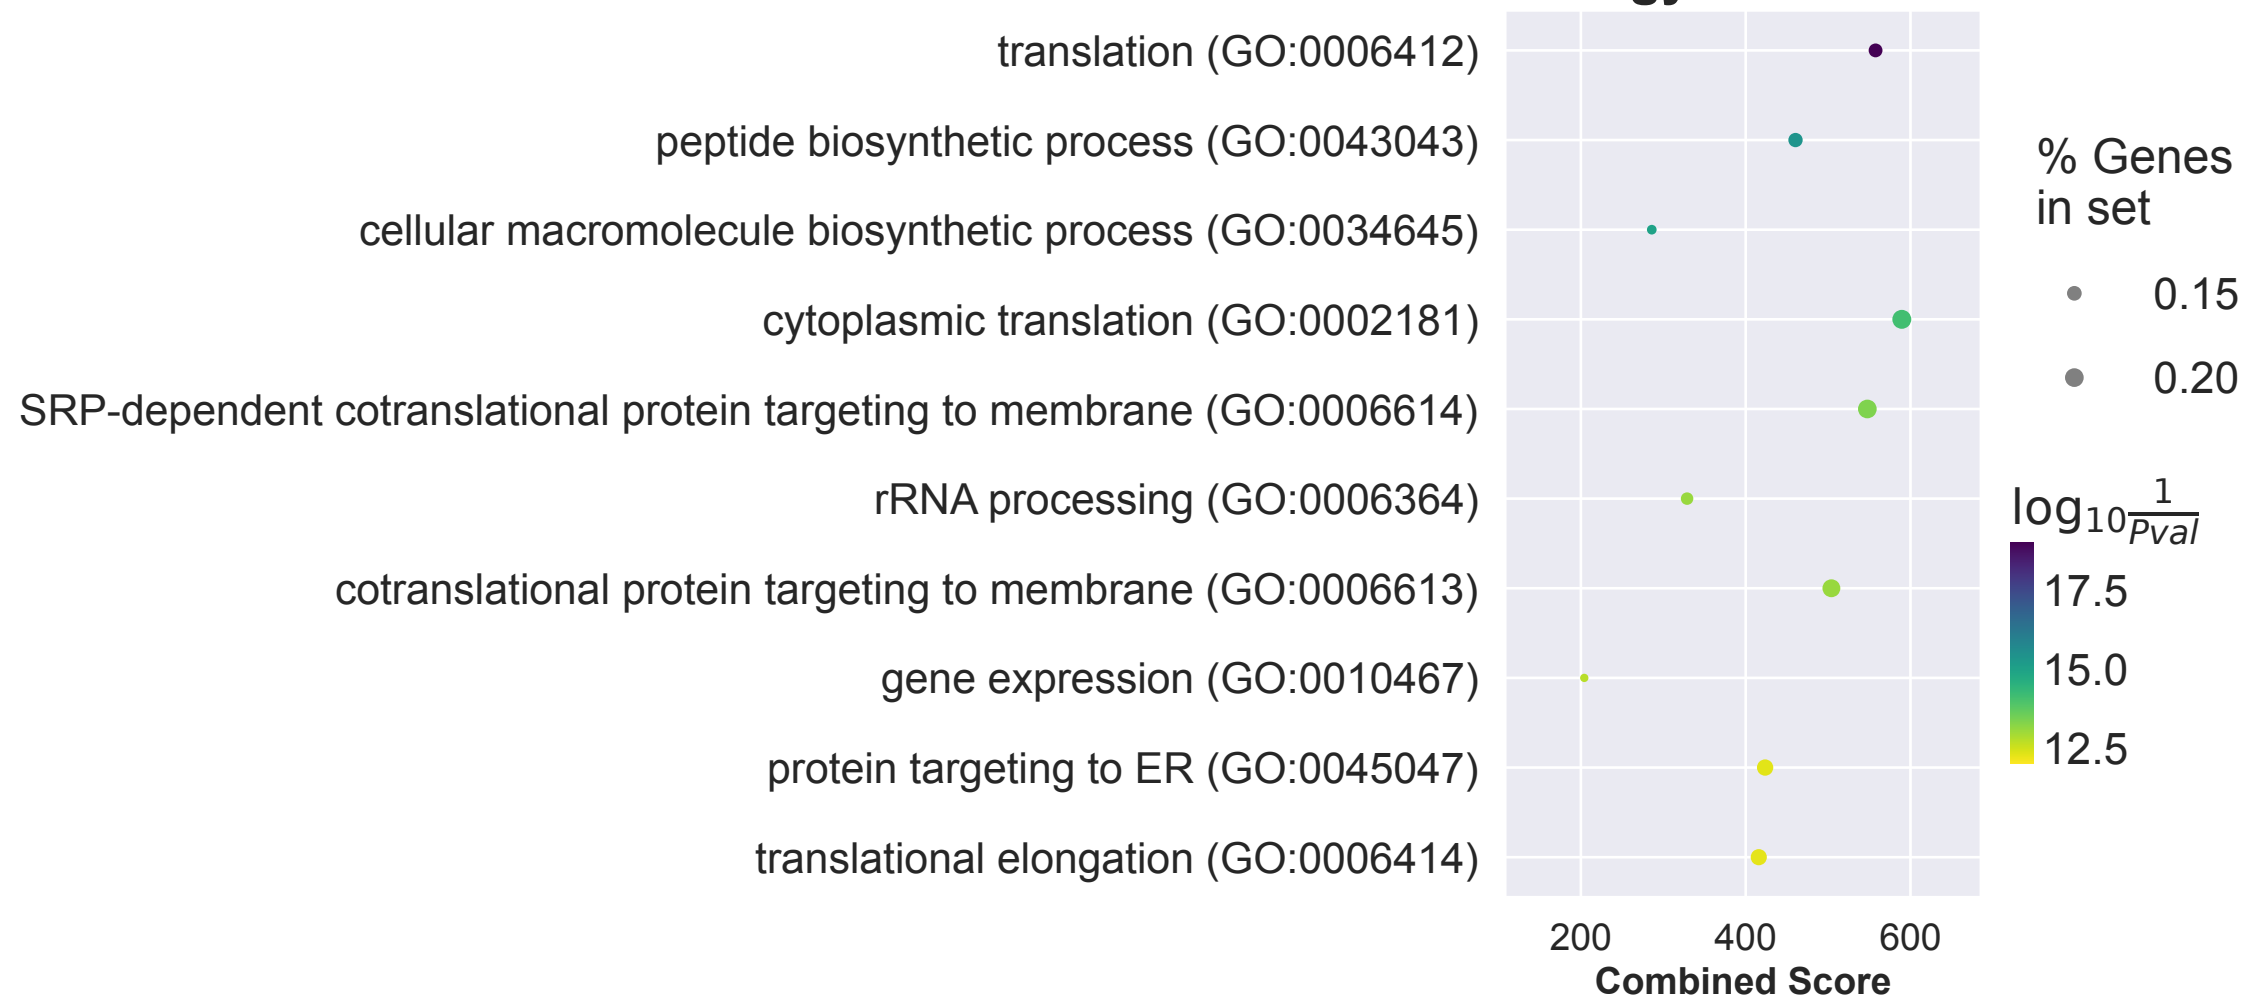 translation (GO:0006412)
peptide biosynthetic process (GO:0043043)
cellular macromolecule biosynthetic process (GO:0034645)
cytoplasmic translation (GO:0002181)
SRP-dependent cotranslational protein targeting to membrane (GO:0006614)
rRNA processing (GO:0006364)
cotranslational protein targeting to membrane (GO:0006613)
gene expression (GO:0010467)
protein targeting to ER (GO:0045047)
translational elongation (GO:0006414)
200 400 600
Combined Score
% Genes
in set
0.15
0.20
log₁₀ 1/Pval
17.5
15.0
12.5